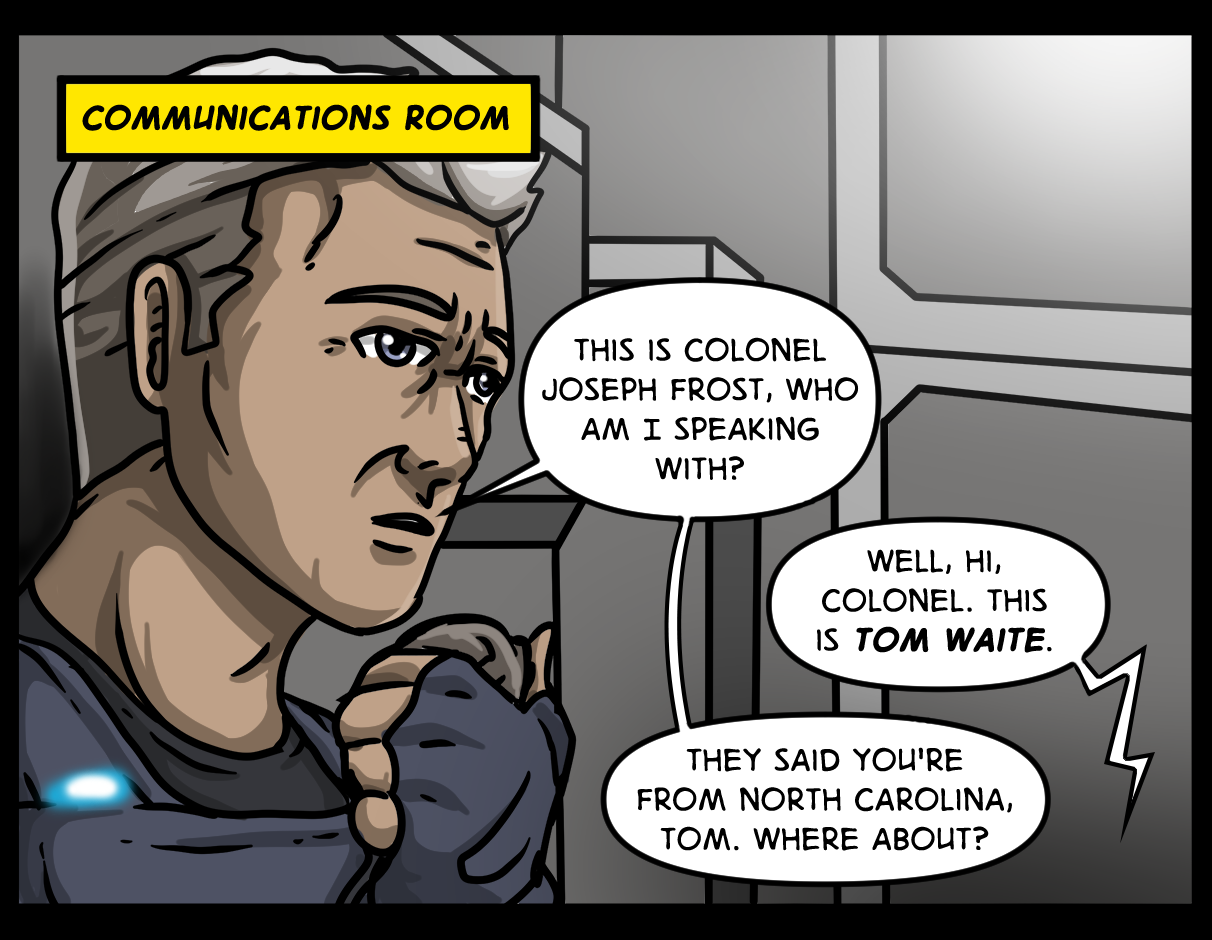 COMMUNICATIONS ROOM
THIS IS COLONEL
JOSEPH FROST, WHO
AM I SPEAKING
WITH?
WELL, HI,
COLONEL. THIS
IS TOM WAITE.
THEY SAID YOU'RE
FROM NORTH CAROLINA,
TOM. WHERE ABOUT?